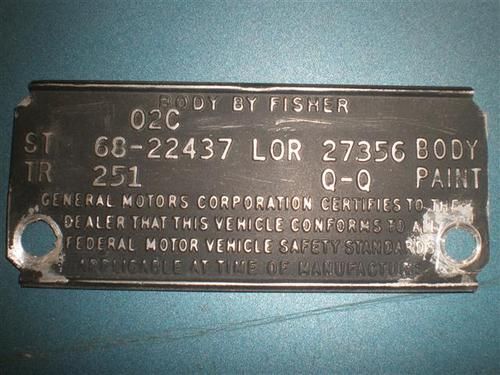 BODY BY FISHER
02C
ST 68-22437 LOR 27356 BODY
TR 251 Q-Q PAINT
GENERAL MOTORS CORPORATION CERTIFIES TO THE
DEALER THAT THIS VEHICLE CONFORMS TO ALL
FEDERAL MOTOR VEHICLE SAFETY STANDARDS
APPLICABLE AT TIME OF MANUFACTURE